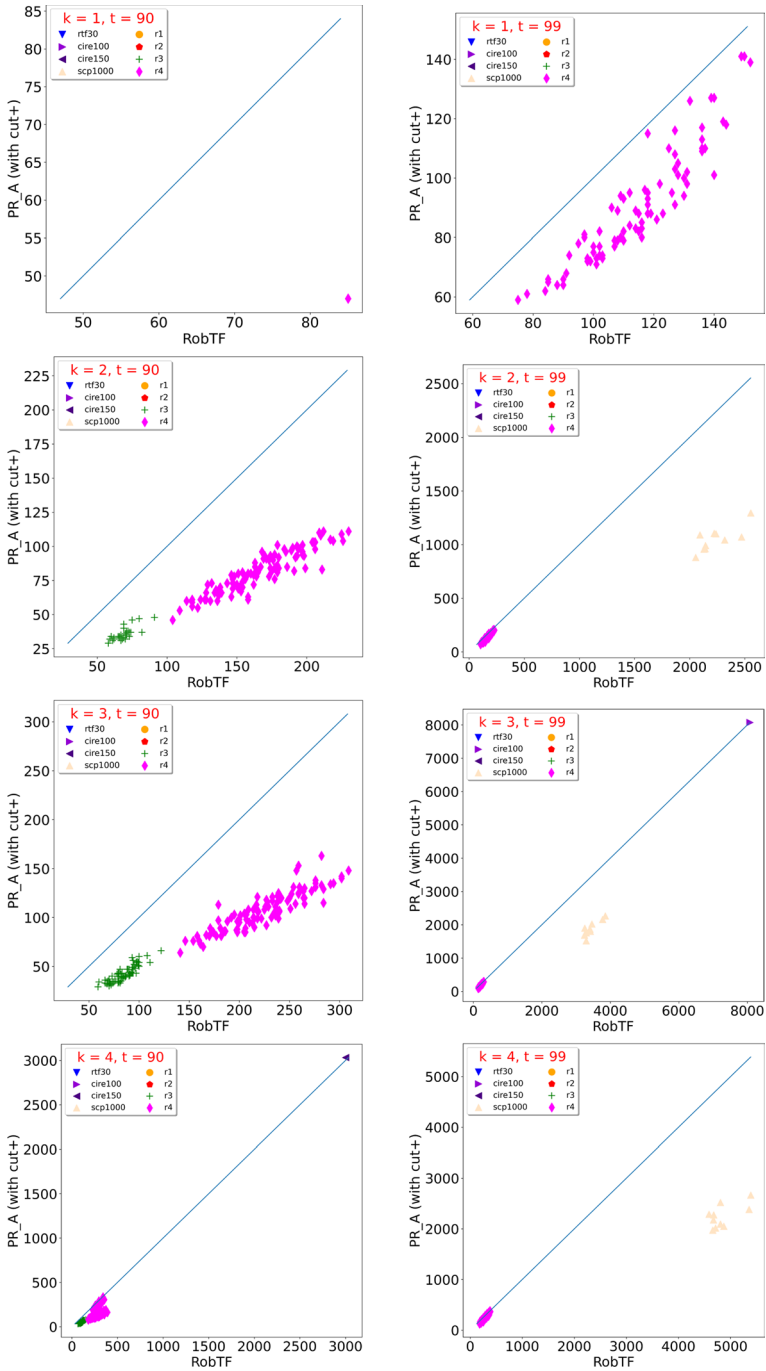 k = 1, t = 90
rtf30 r1
cire100 r2
cire150 r3
scp1000 r4
85
80
75
70
65
60
55
50
50 60 70 80
PR_A (with cut+)
RobTF
k = 1, t = 99
rtf30 r1
cire100 r2
cire150 r3
scp1000 r4
140
120
100
80
60
60 80 100 120 140
PR_A (with cut+)
RobTF
k = 2, t = 90
rtf30 r1
cire100 r2
cire150 r3
scp1000 r4
225
200
175
150
125
100
75
50
25
50 100 150 200
PR_A (with cut+)
RobTF
k = 2, t = 99
rtf30 r1
cire100 r2
cire150 r3
scp1000 r4
2500
2000
1500
1000
500
0
0 500 1000 1500 2000 2500
PR_A (with cut+)
RobTF
k = 3, t = 90
rtf30 r1
cire100 r2
cire150 r3
scp1000 r4
300
250
200
150
100
50
50 100 150 200 250 300
PR_A (with cut+)
RobTF
k = 3, t = 99
rtf30 r1
cire100 r2
cire150 r3
scp1000 r4
8000
7000
6000
5000
4000
3000
2000
1000
0
0 2000 4000 6000 8000
PR_A (with cut+)
RobTF
k = 4, t = 90
rtf30 r1
cire100 r2
cire150 r3
scp1000 r4
3000
2500
2000
1500
1000
500
0
0 500 1000 1500 2000 2500 3000
PR_A (with cut+)
RobTF
k = 4, t = 99
rtf30 r1
cire100 r2
cire150 r3
scp1000 r4
5000
4000
3000
2000
1000
0
0 1000 2000 3000 4000 5000
PR_A (with cut+)
RobTF